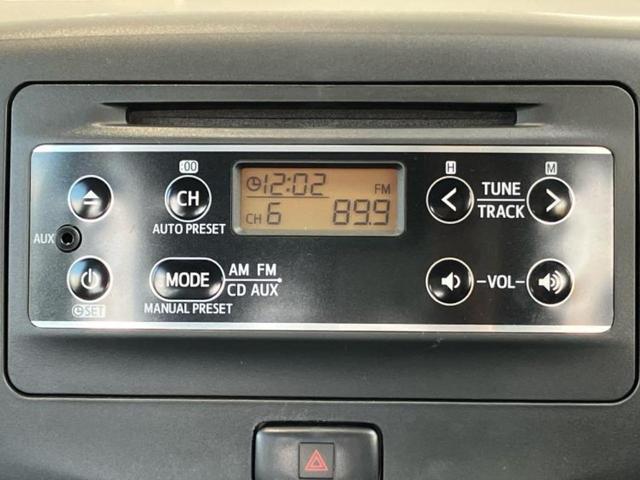 :00
H
M
12:02
FM
CH
TUNE
TRACK
AUTO PRESET
CH 6 89.9
AUX
MODE
AM FM
CD AUX
MANUAL PRESET
-VOL-
SET